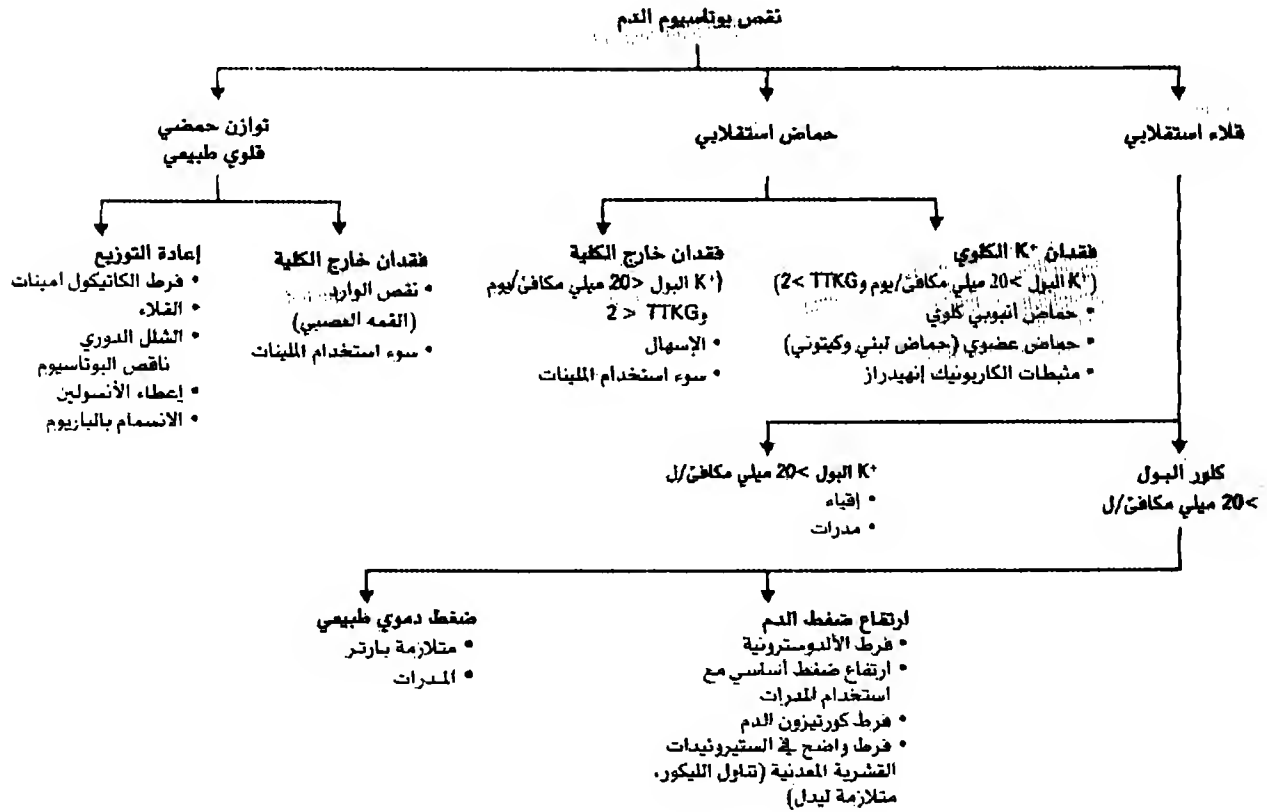 نقص بوتاسيوم الدم
قلاء استقلابي
حماض استقلابي
توازن حمضي
قلوي طبيعي
فقدان K⁺ الكلوي
(K⁺ البول >20 ميلي مكافئ/يوم وTTKG >2)
• حماض انبوبي كلوي
• حماض عضوي (حماض لبني وكيتوني)
• مثبطات الكاربونيك إنهيدراز
فقدان خارج الكلية
(K⁺ البول <20 ميلي مكافئ/يوم
وTTKG < 2
• الإسهال
• سوء استخدام الملينات
فقدان خارج الكلية
• نقص الوارد
(القمه العصبي)
• سوء استخدام الملينات
إعادة التوزيع
• فرط الكاتيكول أمينات
• القلاء
• الشلل الدوري
ناقص البوتاسيوم
• إعطاء الأنسولين
• الانسمام بالباريوم
كلور البول
>20 ميلي مكافئ/ل
K⁺ البول >20 ميلي مكافئ/ل
• إقياء
• مدرات
ارتفاع ضغط الدم
• فرط الألدوسترونية
• ارتفاع ضغط أساسي مع
استخدام المدرات
• فرط كورتيزون الدم
• فرط واضح في الستيروئيدات
القشرية المعدنية (تناول الليكور،
متلازمة ليدل)
ضغط دموي طبيعي
• متلازمة بارتر
• المدرات